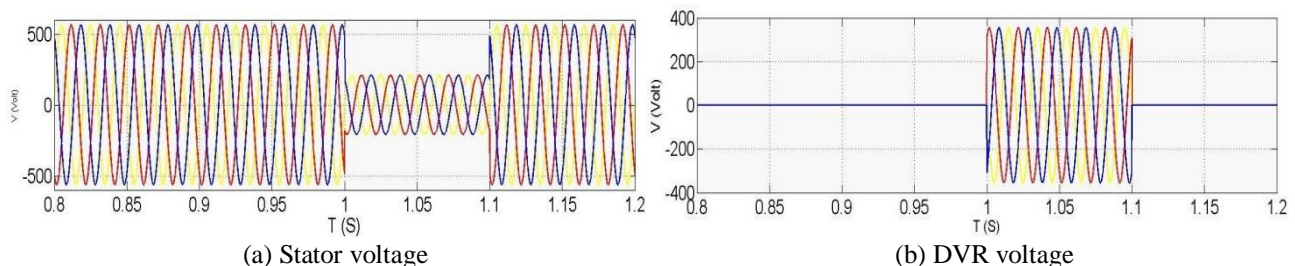 500
0
-500
V (Volt)
0.8 0.85 0.9 0.95 1 1.05 1.1 1.15 1.2
T (S)
(a) Stator voltage
400
200
0
-200
-400
V (Volt)
0.8 0.85 0.9 0.95 1 1.05 1.1 1.15 1.2
T (S)
(b) DVR voltage